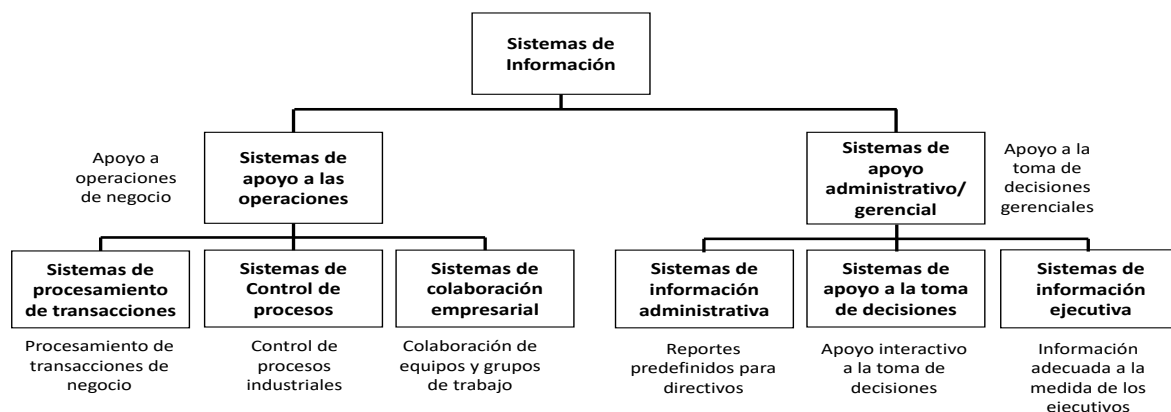 Sistemas de
Información
Apoyo a
operaciones
de negocio
Sistemas de
apoyo a las
operaciones
Sistemas de
apoyo
administrativo/
gerencial
Apoyo a la
toma de
decisiones
gerenciales
Sistemas de
procesamiento
de transacciones
Sistemas de
Control de
procesos
Sistemas de
colaboración
empresarial
Sistemas de
información
administrativa
Sistemas de
apoyo a la toma
de decisiones
Sistemas de
información
ejecutiva
Procesamiento de
transacciones de
negocio
Control de
procesos
industriales
Colaboración de
equipos y grupos
de trabajo
Reportes
predefinidos para
directivos
Apoyo interactivo
a la toma de
decisiones
Información
adecuada a la
medida de los
ejecutivos